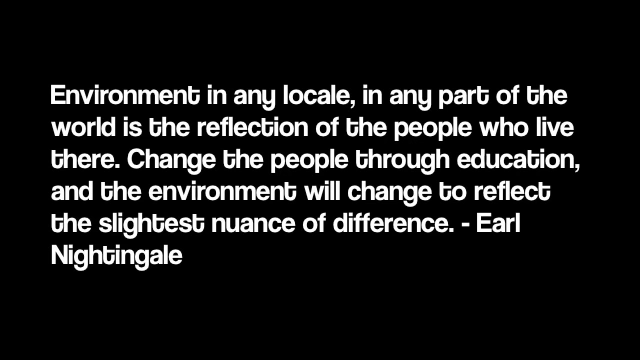 Environment in any locale, in any part of the
world is the reflection of the people who live
there. Change the people through education,
and the environment will change to reflect
the slightest nuance of difference. - Earl
Nightingale